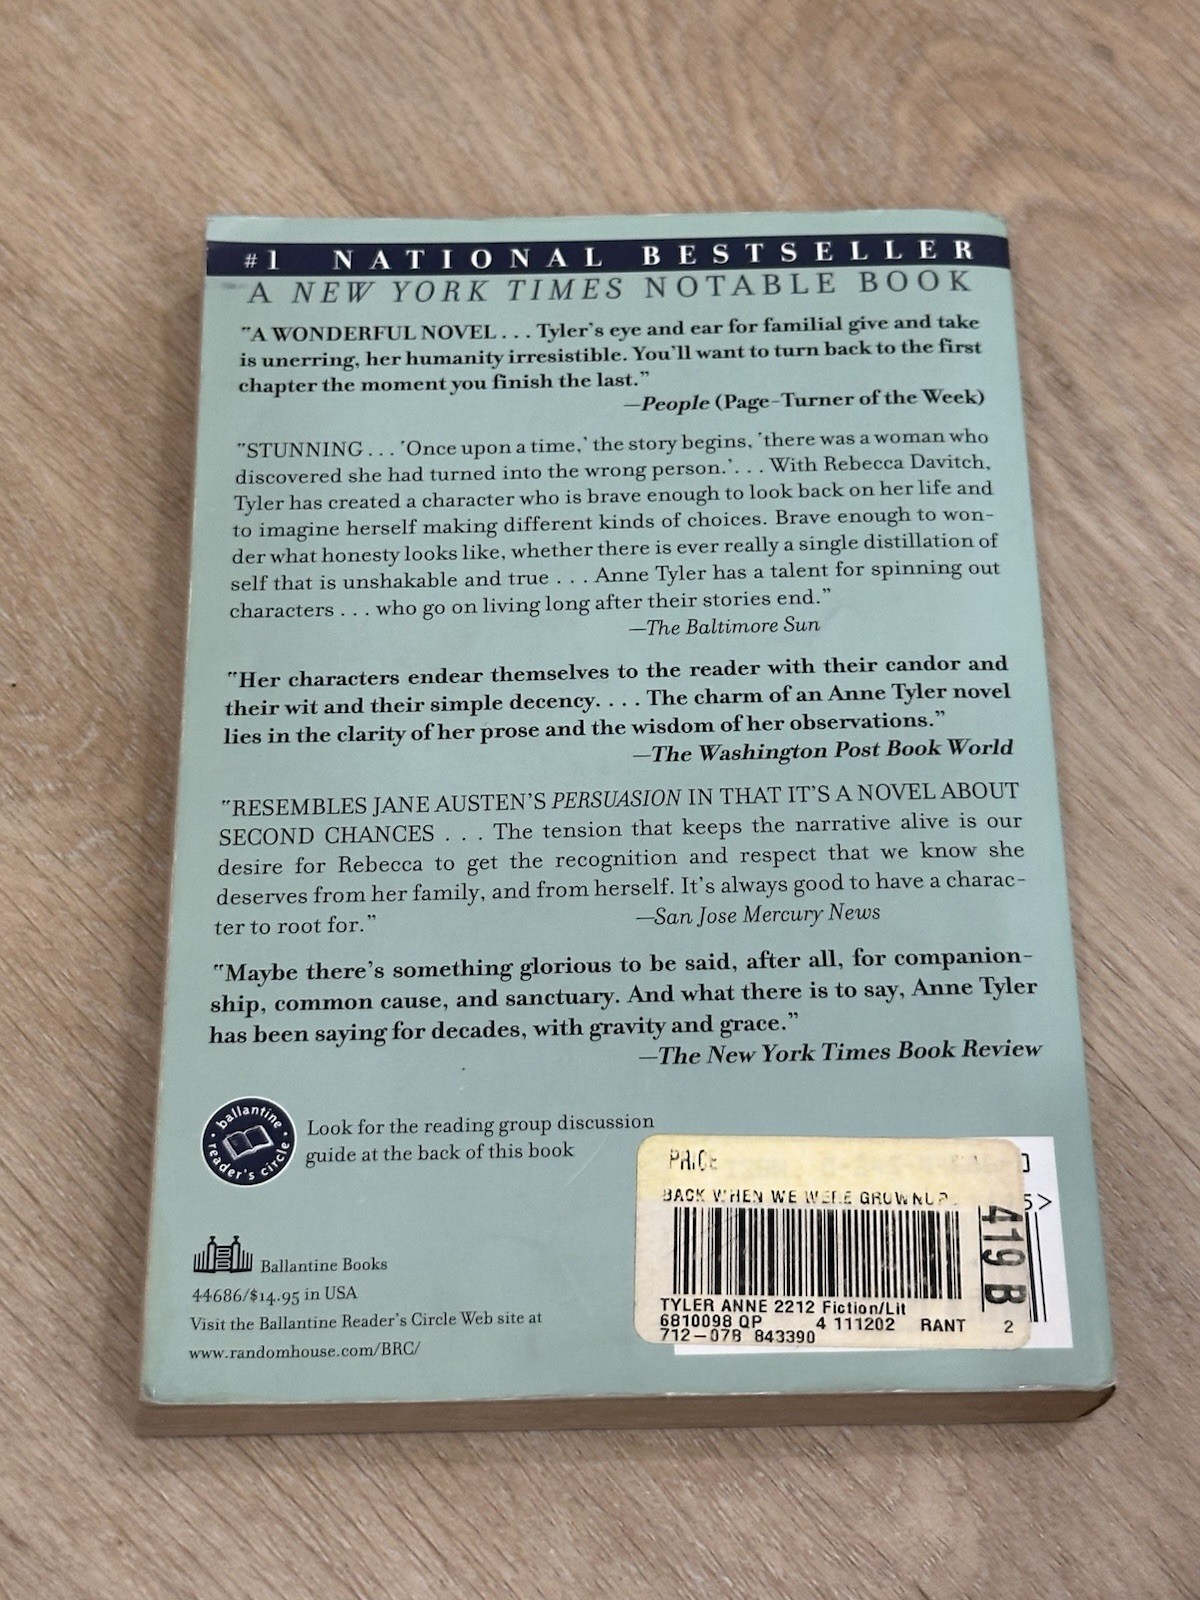 #1 NATIONAL BESTSELLER
A NEW YORK TIMES NOTABLE BOOK
"A WONDERFUL NOVEL . . . Tyler's eye and ear for familial give and take
is unerring, her humanity irresistible. You'll want to turn back to the first
chapter the moment you finish the last."
—People (Page-Turner of the Week)
"STUNNING . . . 'Once upon a time,' the story begins, 'there was a woman who
discovered she had turned into the wrong person.'. . . With Rebecca Davitch,
Tyler has created a character who is brave enough to look back on her life and
to imagine herself making different kinds of choices. Brave enough to won-
der what honesty looks like, whether there is ever really a single distillation of
self that is unshakable and true . . . Anne Tyler has a talent for spinning out
characters . . . who go on living long after their stories end."
—The Baltimore Sun
"Her characters endear themselves to the reader with their candor and
their wit and their simple decency. . . . The charm of an Anne Tyler novel
lies in the clarity of her prose and the wisdom of her observations."
—The Washington Post Book World
"RESEMBLES JANE AUSTEN'S PERSUASION IN THAT IT'S A NOVEL ABOUT
SECOND CHANCES . . . The tension that keeps the narrative alive is our
desire for Rebecca to get the recognition and respect that we know she
deserves from her family, and from herself. It's always good to have a charac-
ter to root for." —San Jose Mercury News
"Maybe there's something glorious to be said, after all, for companion-
ship, common cause, and sanctuary. And what there is to say, Anne Tyler
has been saying for decades, with gravity and grace."
—The New York Times Book Review
ballantine reader's circle
Look for the reading group discussion
guide at the back of this book
Ballantine Books
44686/$14.95 in USA
Visit the Ballantine Reader's Circle Web site at
www.randomhouse.com/BRC/
PRICE
BACK WHEN WE WERE GROWNUP
5>
419 B
TYLER ANNE 2212 Fiction/Lit
6810098 QP 4 111202 RANT 2
712-07B 843390